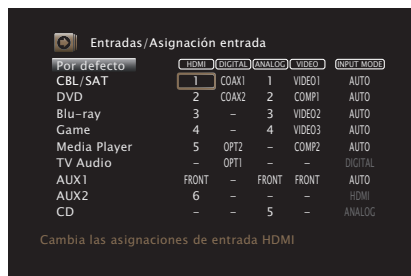 Entradas/Asignación entrada
Por defecto HDMI DIGITAL ANALOG VIDEO INPUT MODE
CBL/SAT 1 COAX1 1 VIDEO1 AUTO
DVD 2 COAX2 2 COMP1 AUTO
Blu-ray 3 – 3 VIDEO2 AUTO
Game 4 – 4 VIDEO3 AUTO
Media Player 5 OPT2 – COMP2 AUTO
TV Audio – OPT1 – – DIGITAL
AUX1 FRONT – FRONT FRONT AUTO
AUX2 6 – – – HDMI
CD – – 5 – ANALOG
Cambia las asignaciones de entrada HDMI